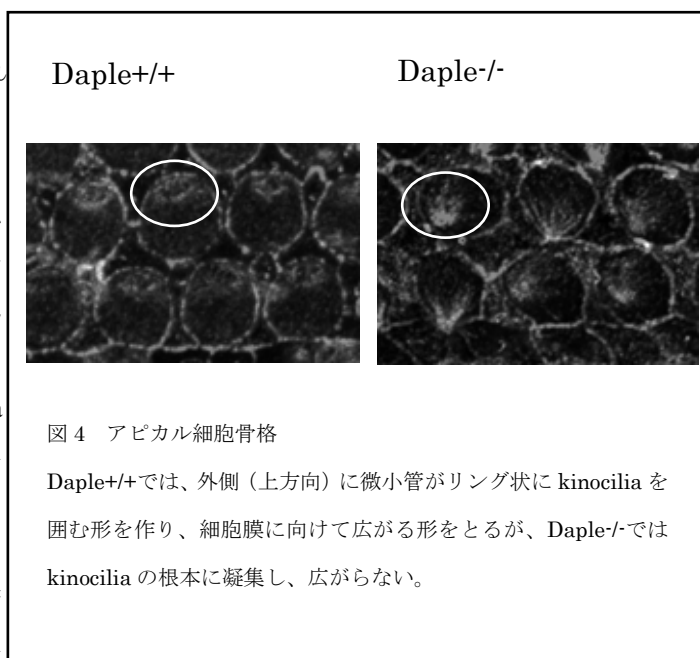 Daple+/+
Daple-/-
図 4　アピカル細胞骨格
Daple+/+では、外側（上方向）に微小管がリング状に kinocilia を
囲む形を作り、細胞膜に向けて広がる形をとるが、Daple-/-では
kinocilia の根本に凝集し、広がらない。